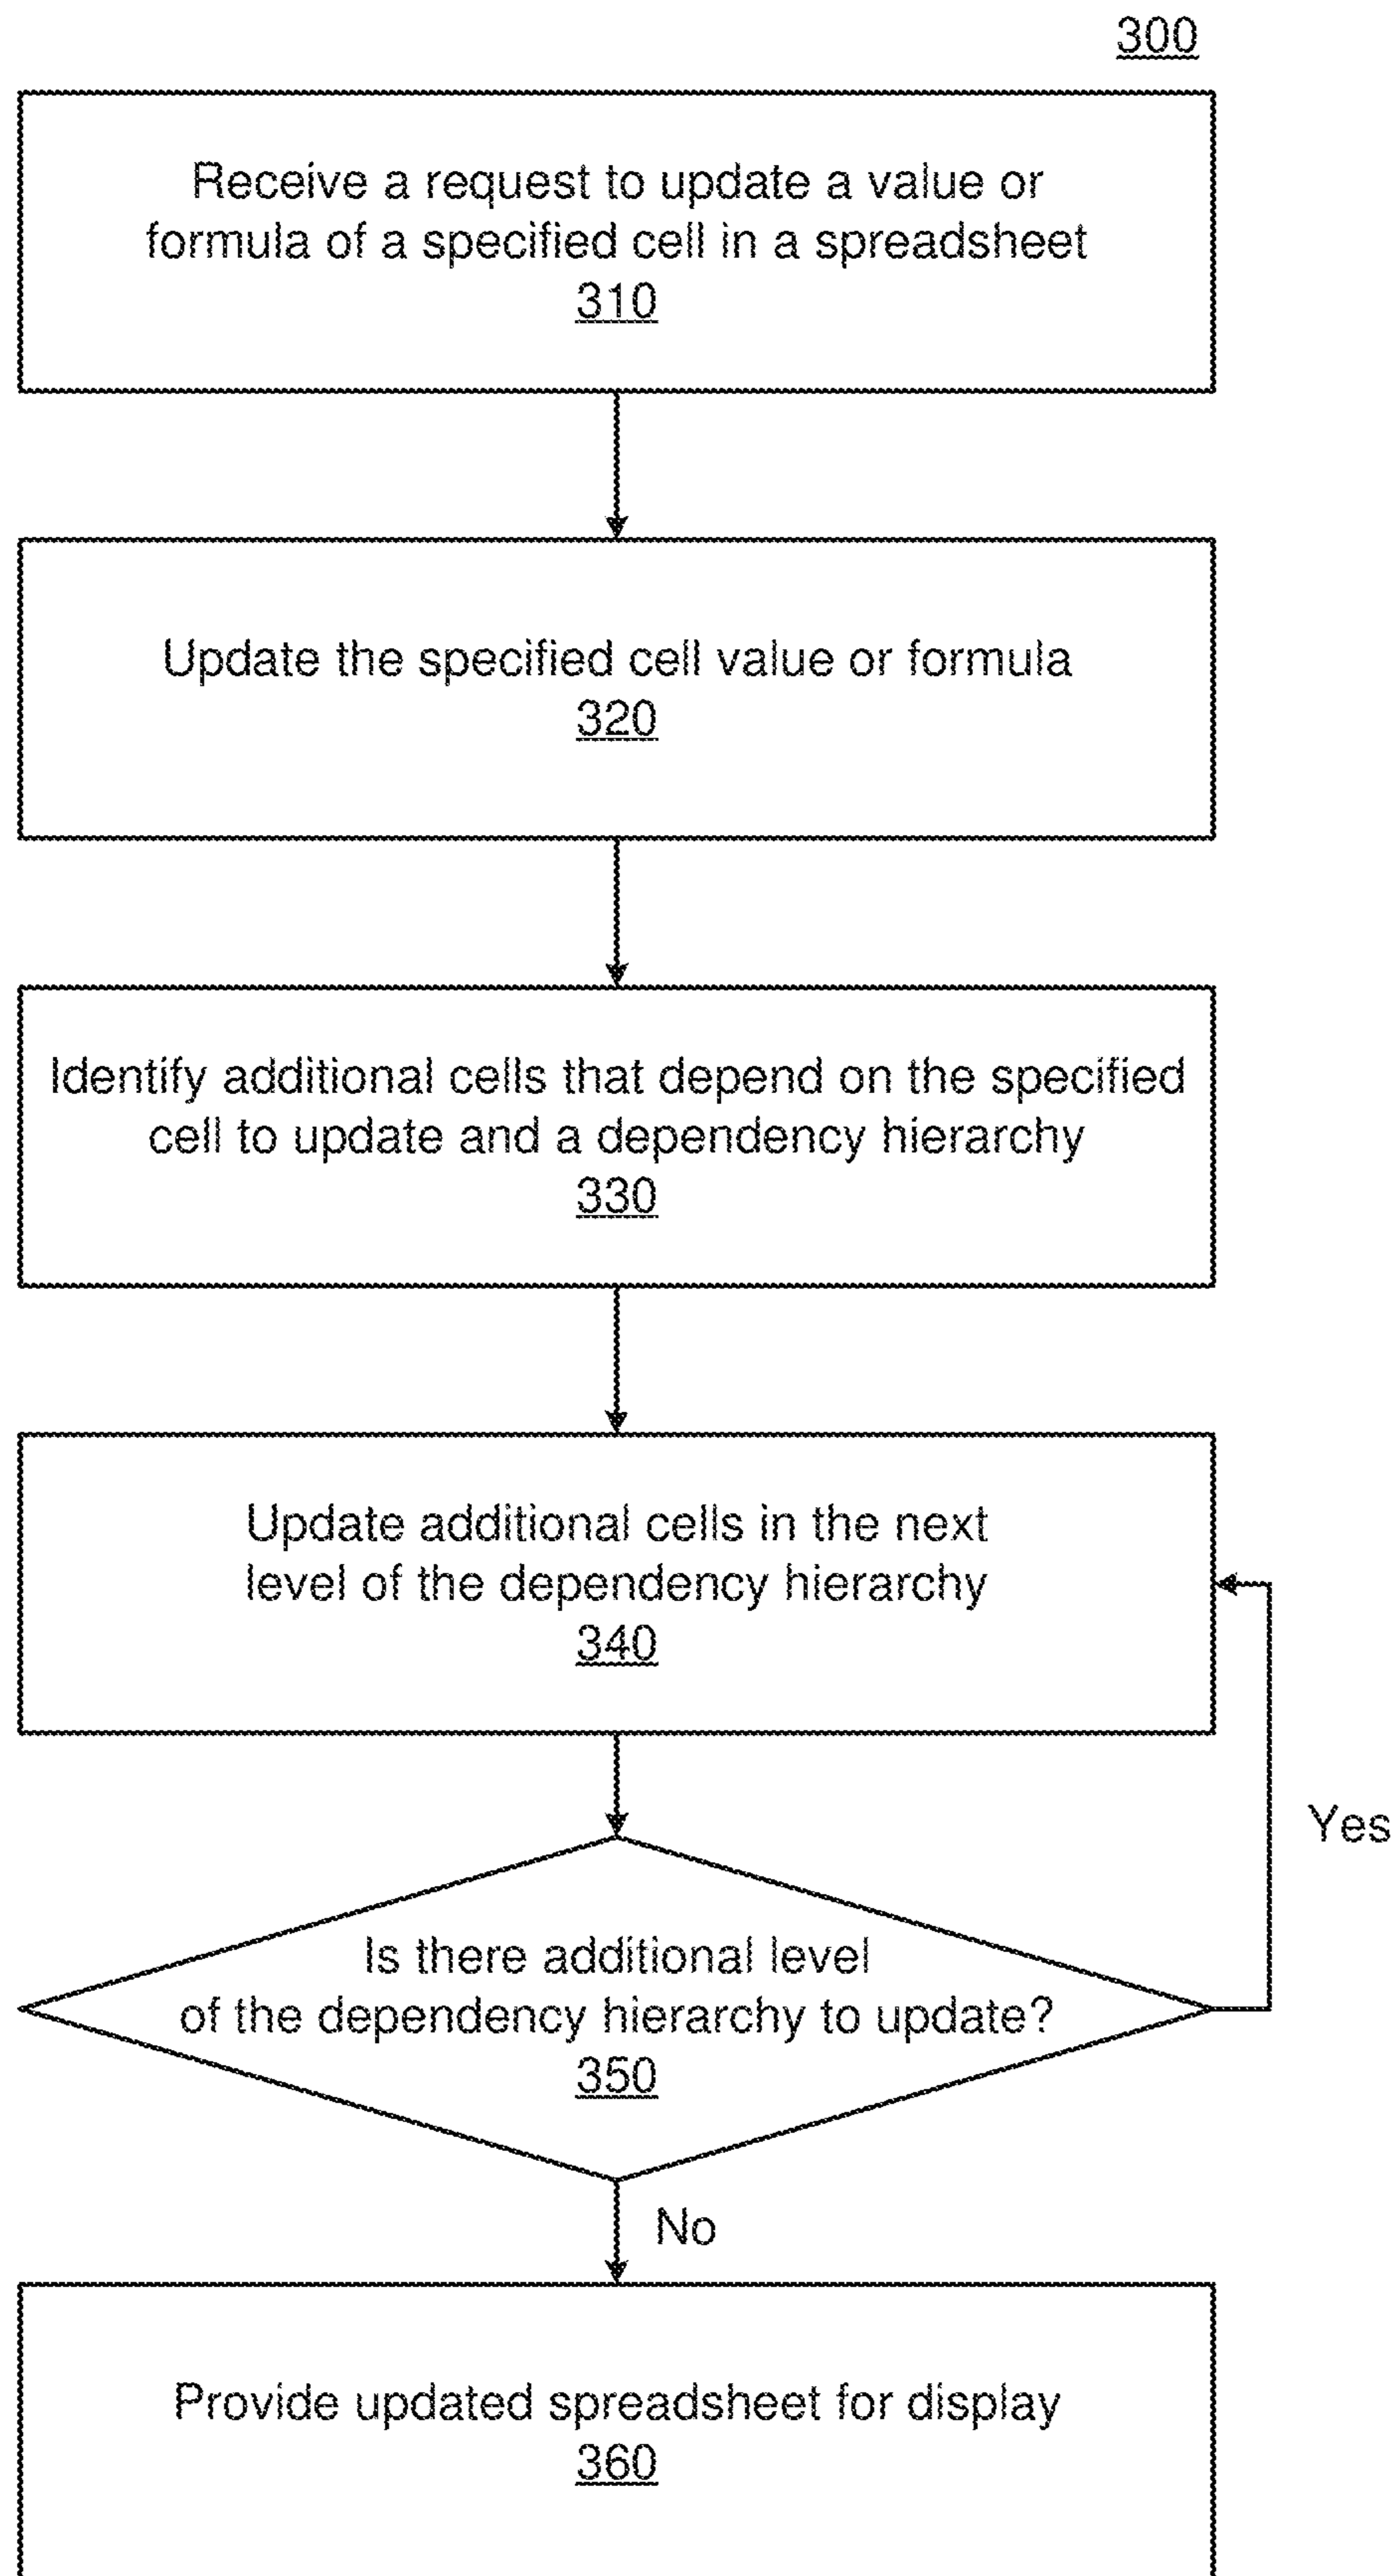 300
Receive a request to update a value or
formula of a specified cell in a spreadsheet
310
Update the specified cell value or formula
320
Identify additional cells that depend on the specified
cell to update and a dependency hierarchy
330
Update additional cells in the next
level of the dependency hierarchy
340
Yes
Is there additional level
of the dependency hierarchy to update?
350
No
Provide updated spreadsheet for display
360